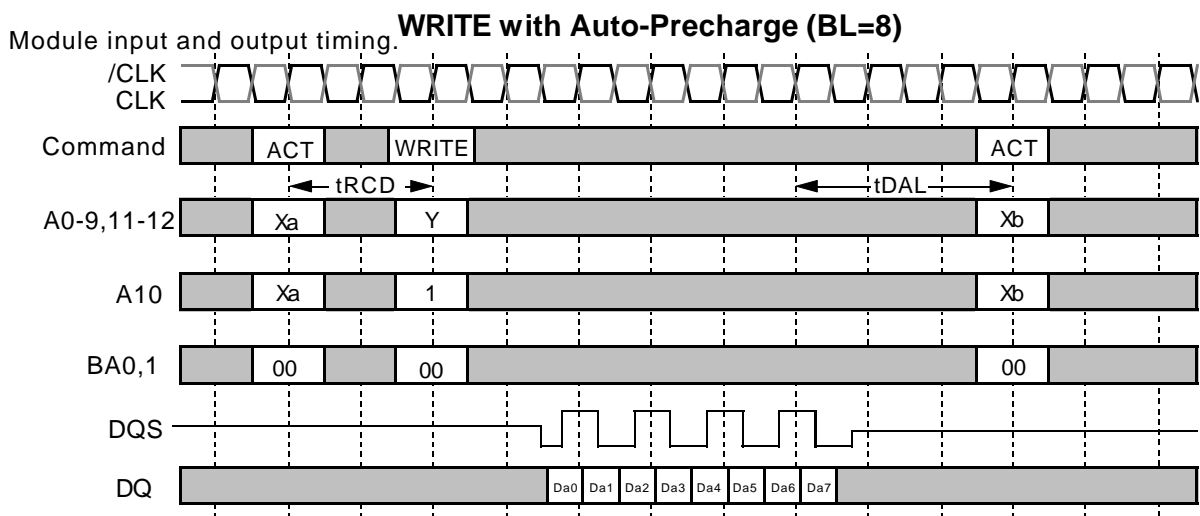 WRITE with Auto-Precharge (BL=8)
Module input and output timing.
/CLK
CLK
Command ACT WRITE ACT
tRCD tDAL
A0-9,11-12 Xa Y Xb
A10 Xa 1 Xb
BA0,1 00 00 00
DQS
DQ Da0 Da1 Da2 Da3 Da4 Da5 Da6 Da7